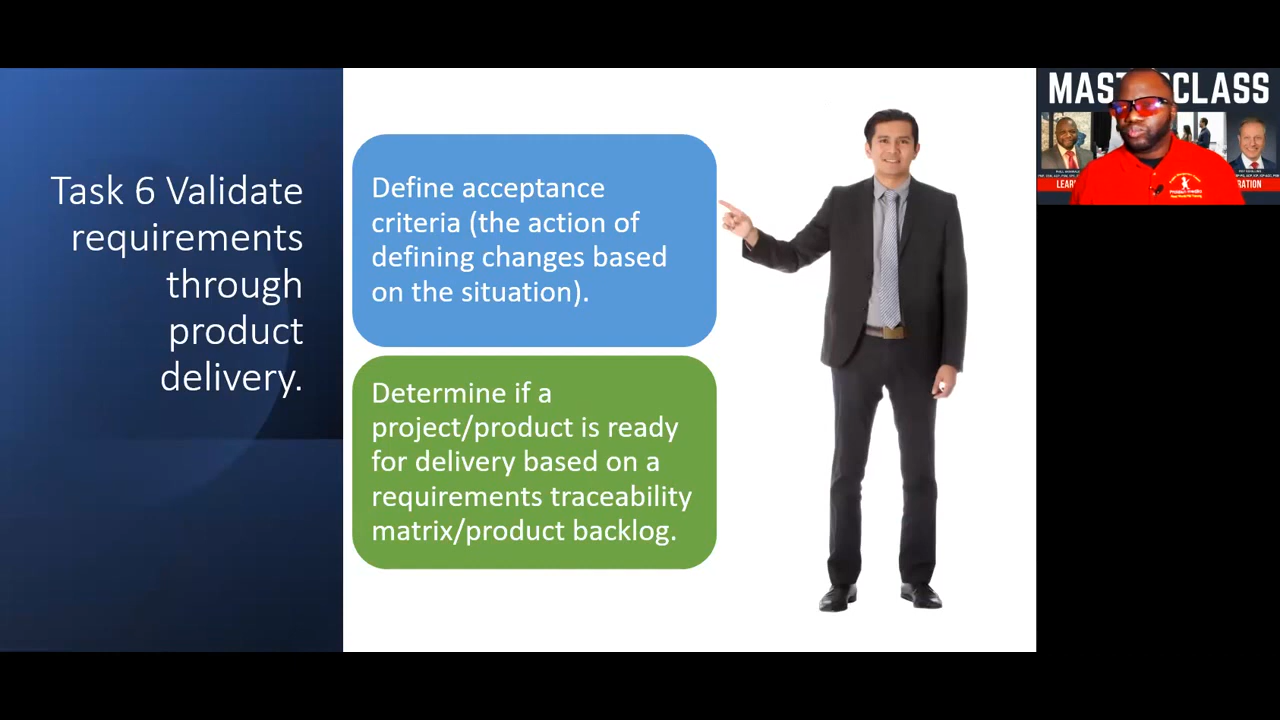 Task 6 Validate
requirements
through
product
delivery.
Define acceptance
criteria (the action of
defining changes based
on the situation).
Determine if a
project/product is ready
for delivery based on a
requirements traceability
matrix/product backlog.
CLASS